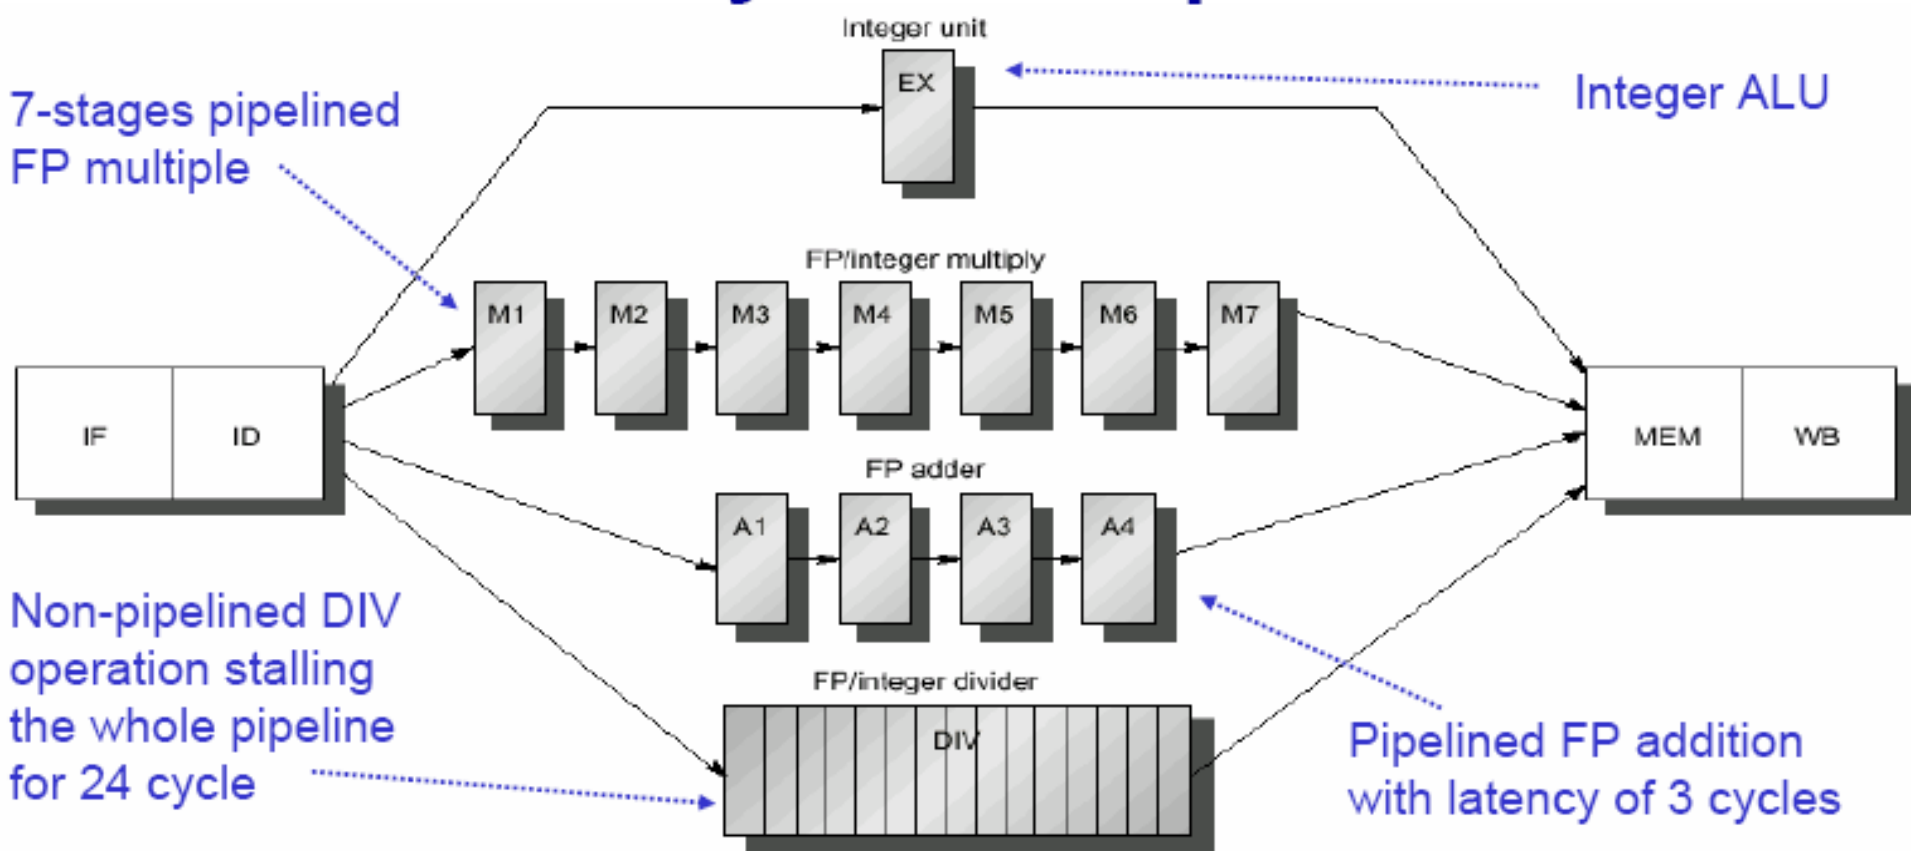 Integer unit
EX
Integer ALU
7-stages pipelined
FP multiple
FP/integer multiply
M1 M2 M3 M4 M5 M6 M7
IF ID
MEM WB
FP adder
A1 A2 A3 A4
Non-pipelined DIV
operation stalling
the whole pipeline
for 24 cycle
FP/integer divider
DIV
Pipelined FP addition
with latency of 3 cycles